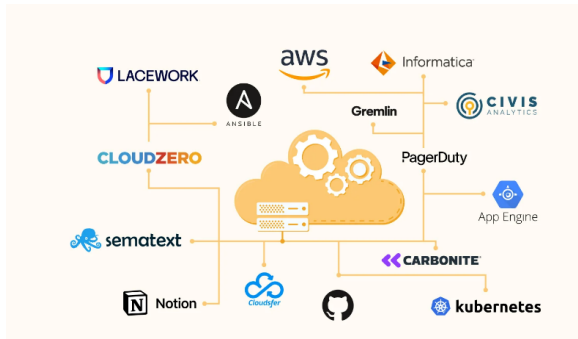 aws
Informatica
LACEWORK
ANSIBLE
Gremlin
CIVIS
ANALYTICS
CLOUDZERO
PagerDuty
App Engine
sematext
CARBONITE
Notion
Cloudsfer
kubernetes